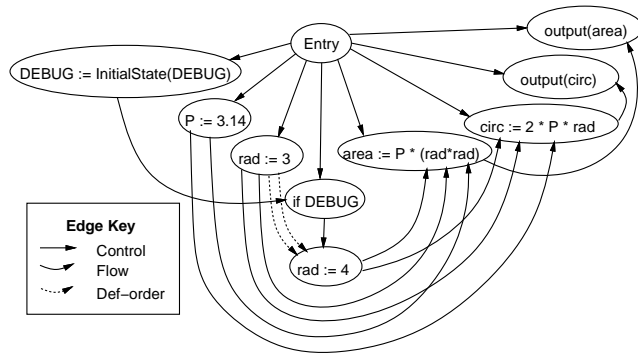 Entry
output(area)
DEBUG := InitialState(DEBUG)
output(circ)
P := 3.14
circ := 2 * P * rad
rad := 3
area := P * (rad*rad)
if DEBUG
rad := 4
Edge Key
Control
Flow
Def-order